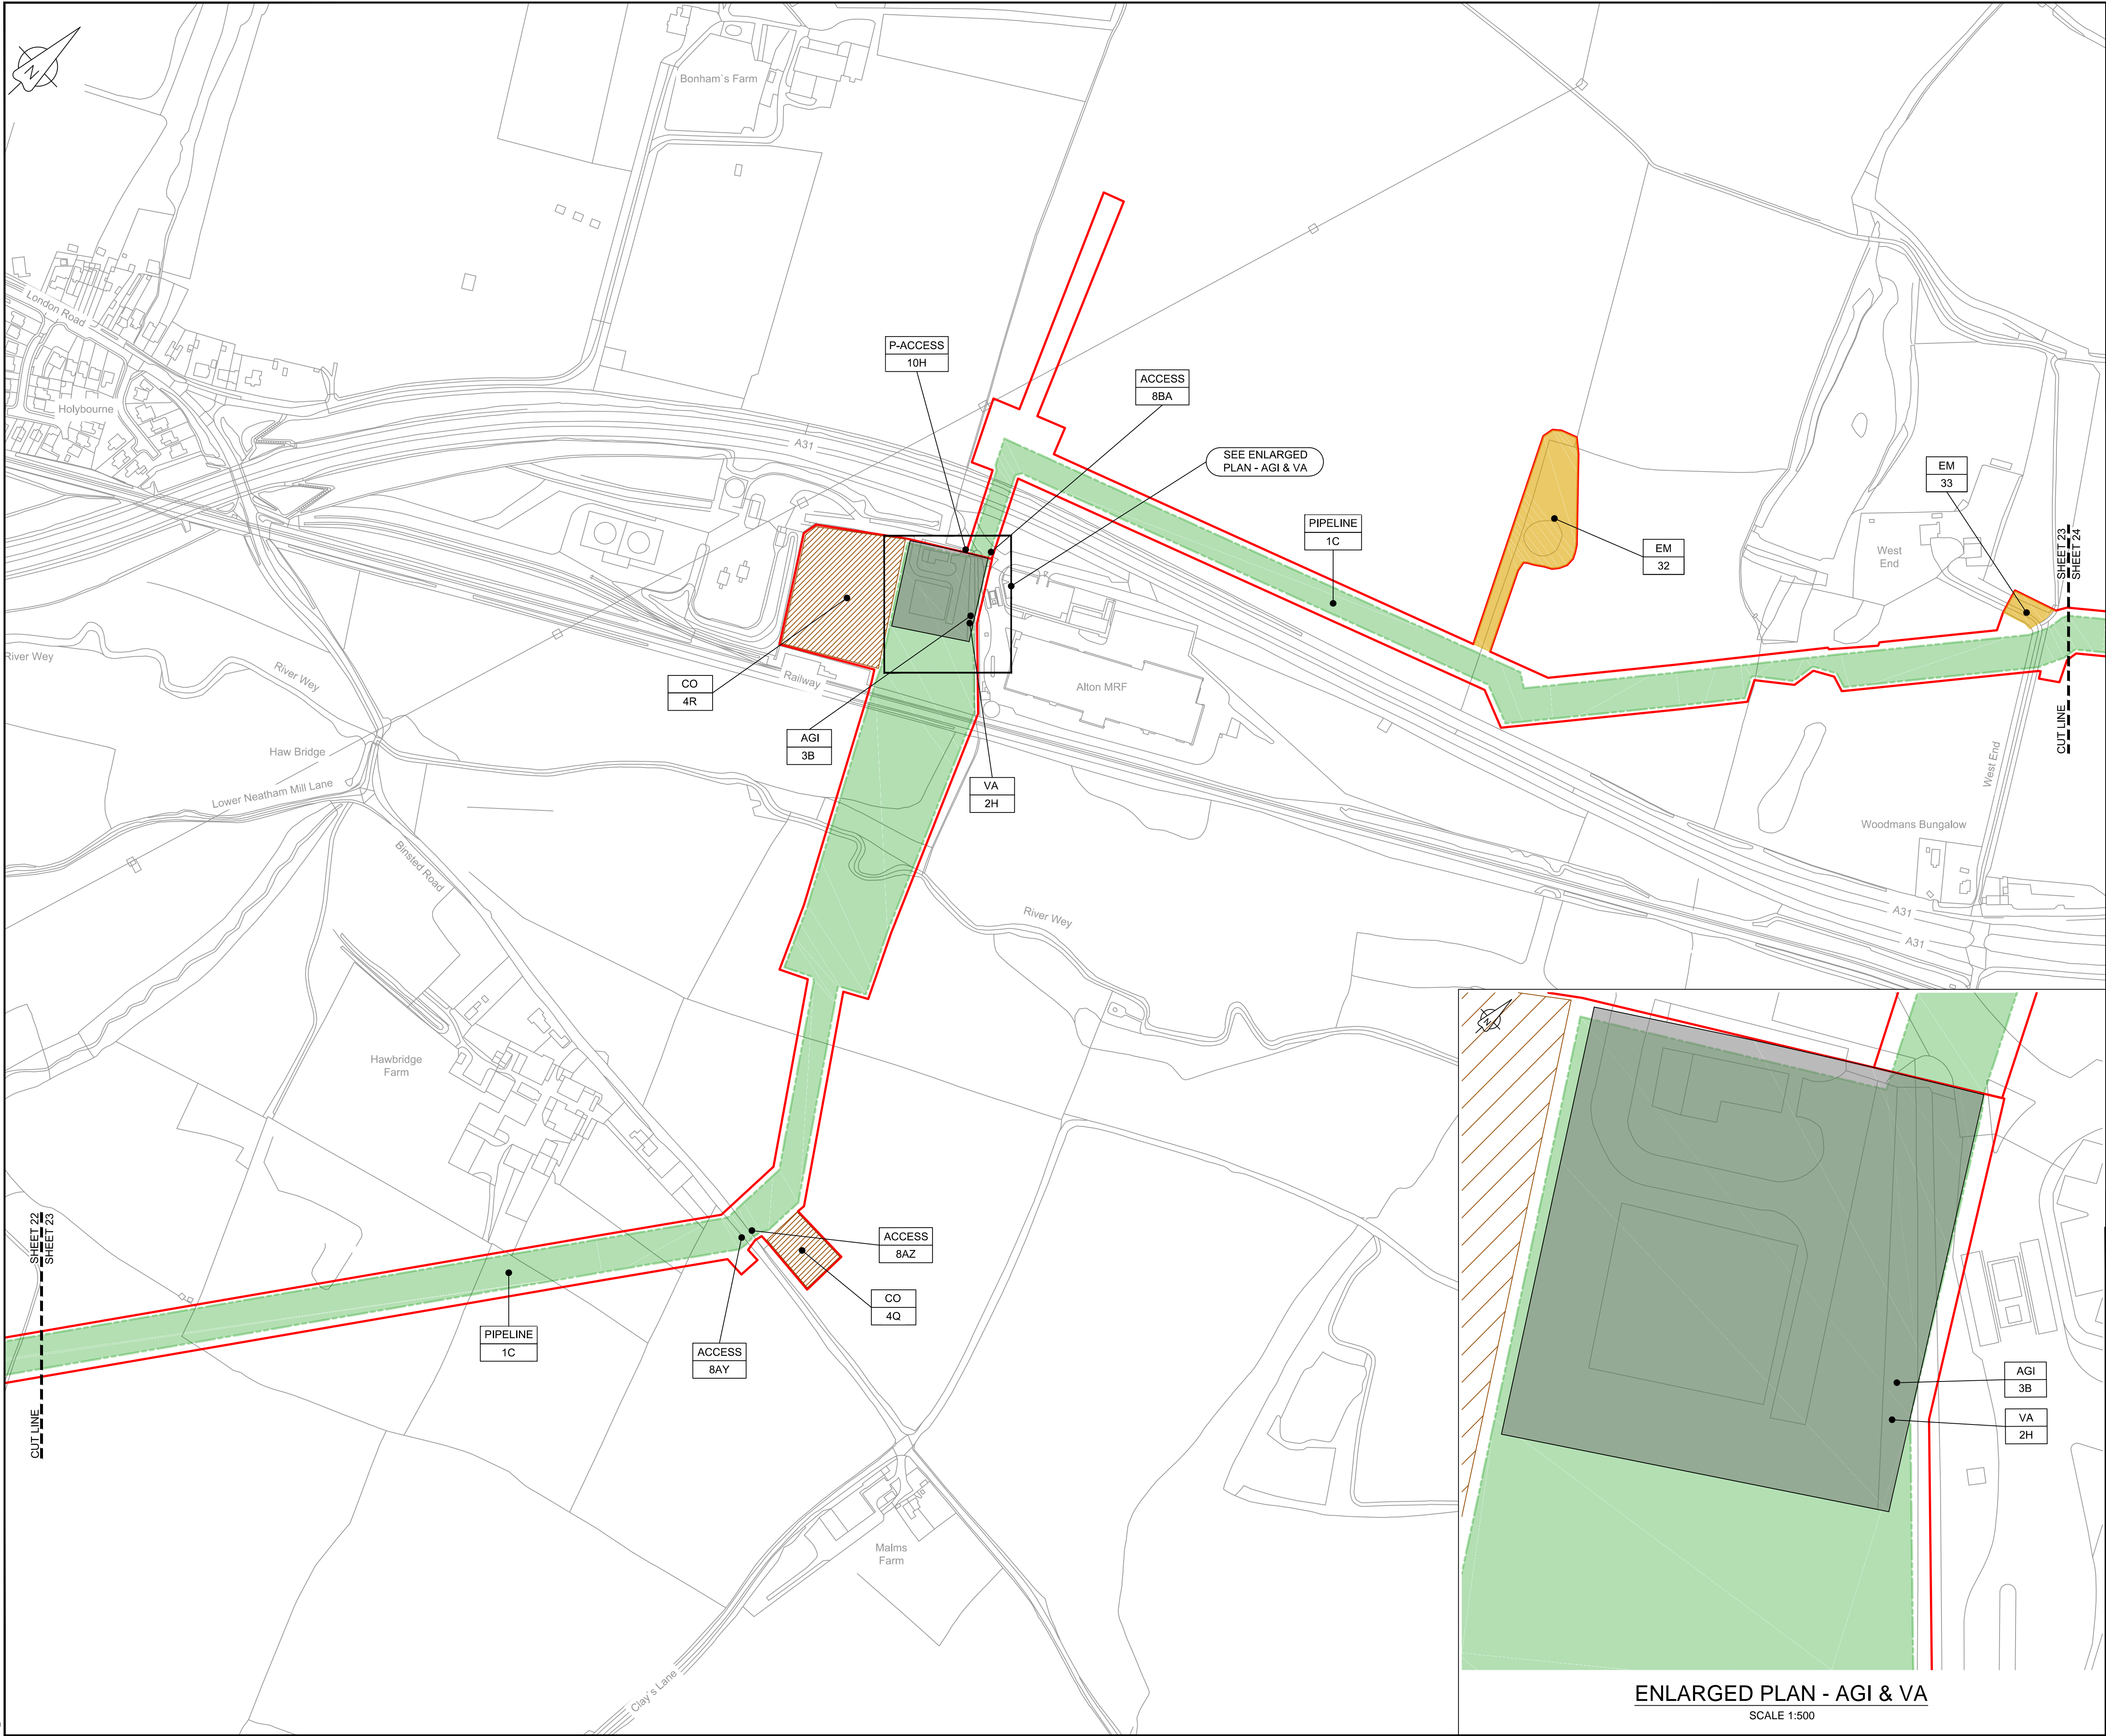 N
Bonham`s Farm
London Road
Holybourne
P-ACCESS
10H
ACCESS
8BA
A31
SEE ENLARGED
PLAN - AGI & VA
EM
33
PIPELINE
1C
EM
32
West
End
SHEET 23
SHEET 24
CUT LINE
River Wey
River Wey
CO
4R
Railway
Alton MRF
AGI
3B
VA
2H
Haw Bridge
Lower Neatham Mill Lane
Binsted Road
West End
Woodmans Bungalow
River Wey
A31
A31
Hawbridge
Farm
SHEET 22
SHEET 23
CUT LINE
ACCESS
8AZ
CO
4Q
PIPELINE
1C
ACCESS
8AY
Malms
Farm
Clay`s Lane
N
AGI
3B
VA
2H
ENLARGED PLAN - AGI & VA
SCALE 1:500